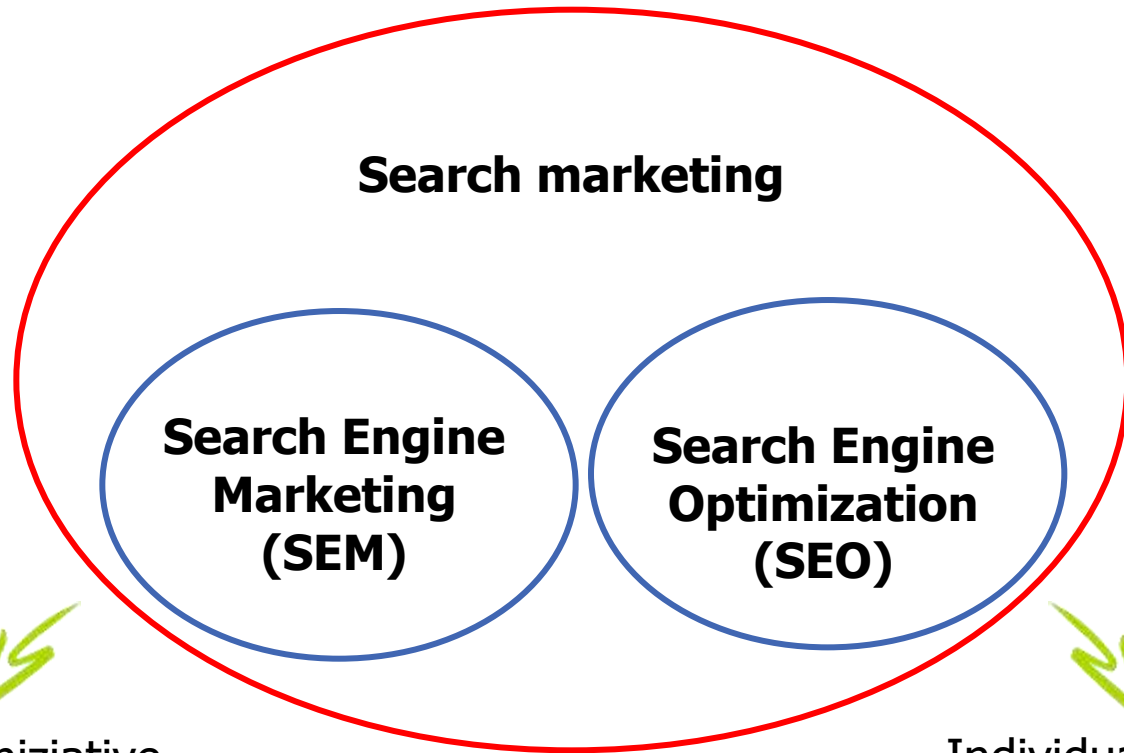 Search marketing
Search Engine
Marketing
(SEM)
Search Engine
Optimization
(SEO)